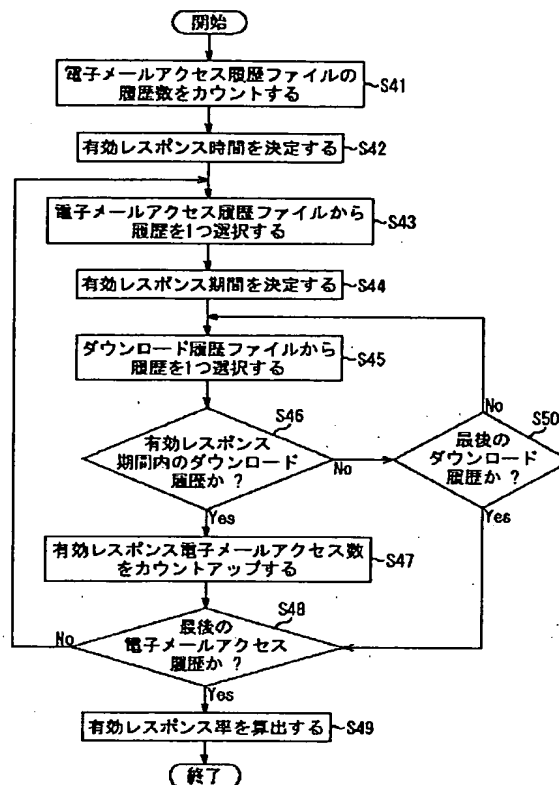 開始
電子メールアクセス履歴ファイルの
履歴数をカウントする
S41
有効レスポンス時間を決定する
S42
電子メールアクセス履歴ファイルから
履歴を1つ選択する
S43
有効レスポンス期間を決定する
S44
ダウンロード履歴ファイルから
履歴を1つ選択する
S45
S46
有効レスポンス
期間内のダウンロード
履歴か ?
No
Yes
S50
最後の
ダウンロード
履歴か ?
No
Yes
有効レスポンス電子メールアクセス数
をカウントアップする
S47
S48
最後の
電子メールアクセス
履歴か ?
No
Yes
有効レスポンス率を算出する
S49
終了